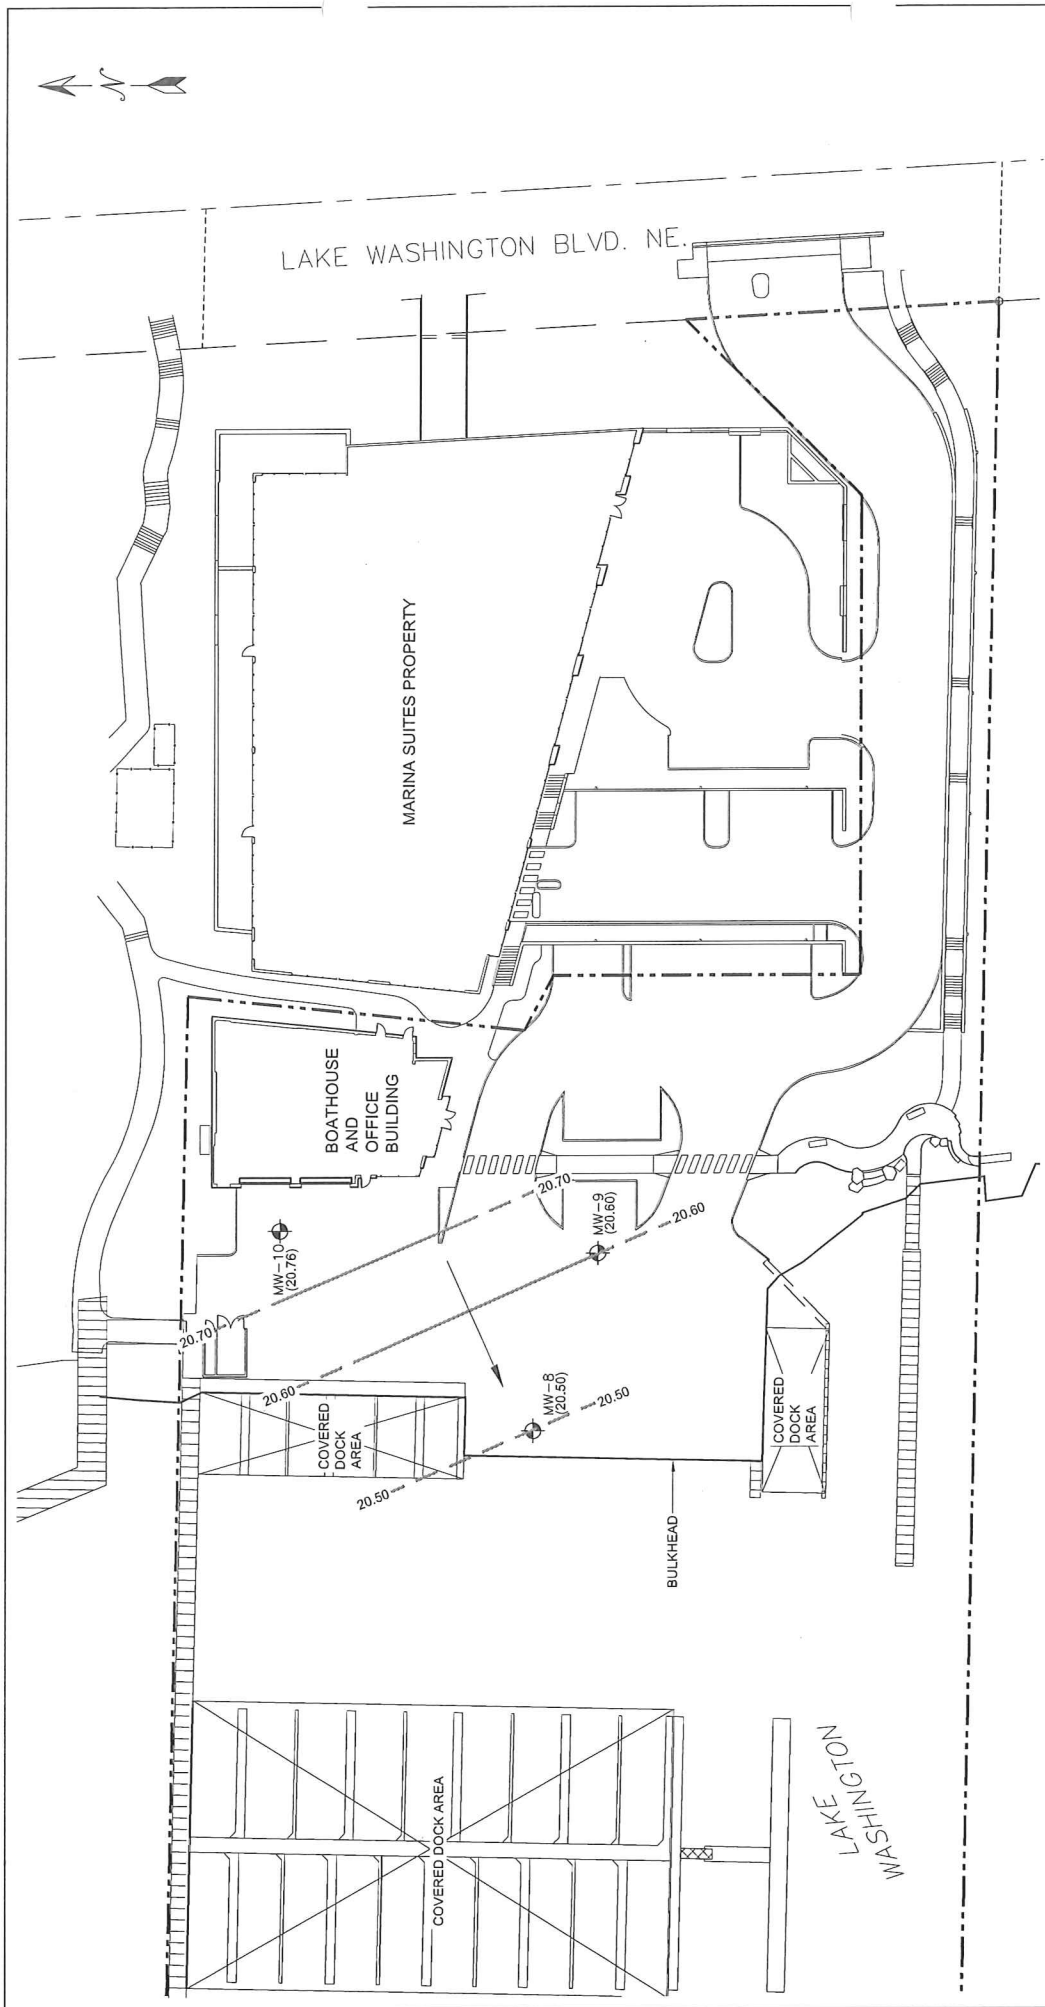 N
LAKE WASHINGTON BLVD. NE.
MARINA SUITES PROPERTY
BOATHOUSE
AND
OFFICE
BUILDING
MW-10
(20.76)
20.70
20.70
MW-9
(20.60)
20.60
20.60
MW-8
(20.50)
20.50
20.50
COVERED
DOCK
AREA
COVERED
DOCK
AREA
BULKHEAD
COVERED DOCK AREA
LAKE
WASHINGTON